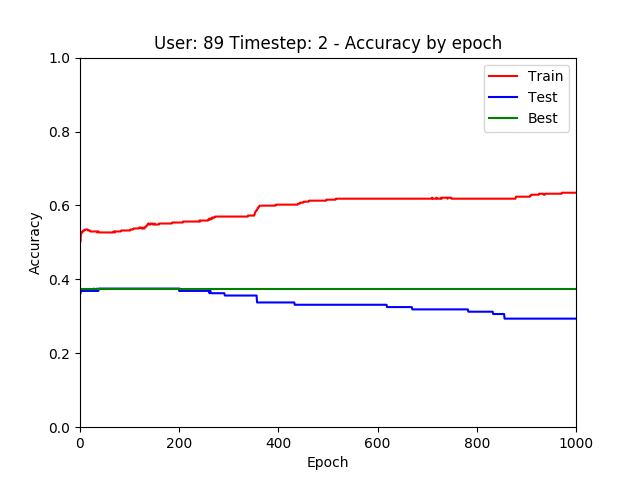 User: 89 Timestep: 2 - Accuracy by epoch
1.0
0.8
0.6
0.4
0.2
0.0
Accuracy
Train
Test
Best
0 200 400 600 800 1000
Epoch